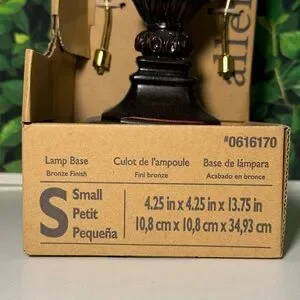 allen
#0616170
Lamp Base
Bronze Finish
Culot de l'ampoule
Fini bronze
Base de lámpara
Acabado en bronce
S
Small
Petit
Pequeña
4.25 in x 4.25 in x 13.75 in
10,8 cm x 10,8 cm x 34,93 cm